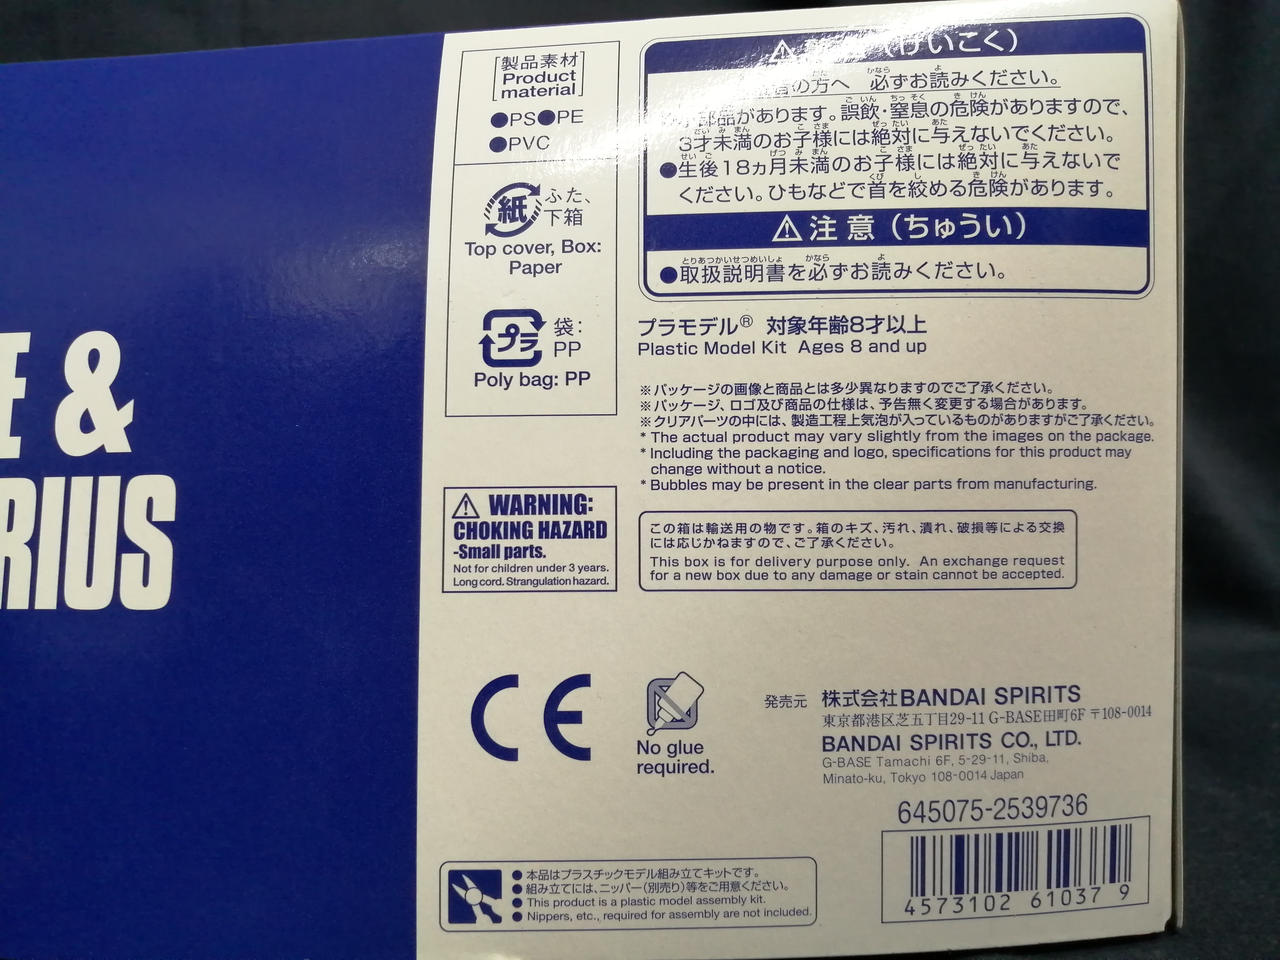 E &
RIUS
[製品素材
Product
material]
●PS●PE
●PVC
紙 ふた、
下箱
Top cover, Box:
Paper
プラ 袋:
PP
Poly bag: PP
WARNING:
CHOKING HAZARD
-Small parts.
Not for children under 3 years.
Long cord. Strangulation hazard.
(けいこく)
の方へ 必ずお読みください。
部品があります。誤飲・窒息の危険がありますので、
3才未満のお子様には絶対に与えないでください。
●生後18ヵ月未満のお子様には絶対に与えないで
ください。ひもなどで首を絞める危険があります。
⚠注意(ちゅうい)
●取扱説明書を必ずお読みください。
プラモデル® 対象年齢8才以上
Plastic Model Kit Ages 8 and up
※パッケージの画像と商品とは多少異なりますのでご了承ください。
※パッケージ、ロゴ及び商品の仕様は、予告無く変更する場合があります。
※クリアパーツの中には、製造工程上気泡が入っているものがありますがご了承ください。
* The actual product may vary slightly from the images on the package.
* Including the packaging and logo, specifications for this product may
change without a notice.
* Bubbles may be present in the clear parts from manufacturing.
この箱は輸送用の物です。箱のキズ、汚れ、潰れ、破損等による交換
には応じかねますので、ご了承ください。
This box is for delivery purpose only. An exchange request
for a new box due to any damage or stain cannot be accepted.
CE
No glue
required.
発売元 株式会社BANDAI SPIRITS
東京都港区芝五丁目29-11 G-BASE田町6F 〒108-0014
BANDAI SPIRITS CO., LTD.
G-BASE Tamachi 6F, 5-29-11, Shiba,
Minato-ku, Tokyo 108-0014 Japan
645075-2539736
4573102 61037 9
● 本品はプラスチックモデル組み立てキットです。
● 組み立てには、ニッパー(別売り)等をご用意ください。
● This product is a plastic model assembly kit.
● Nippers, etc., required for assembly are not included.